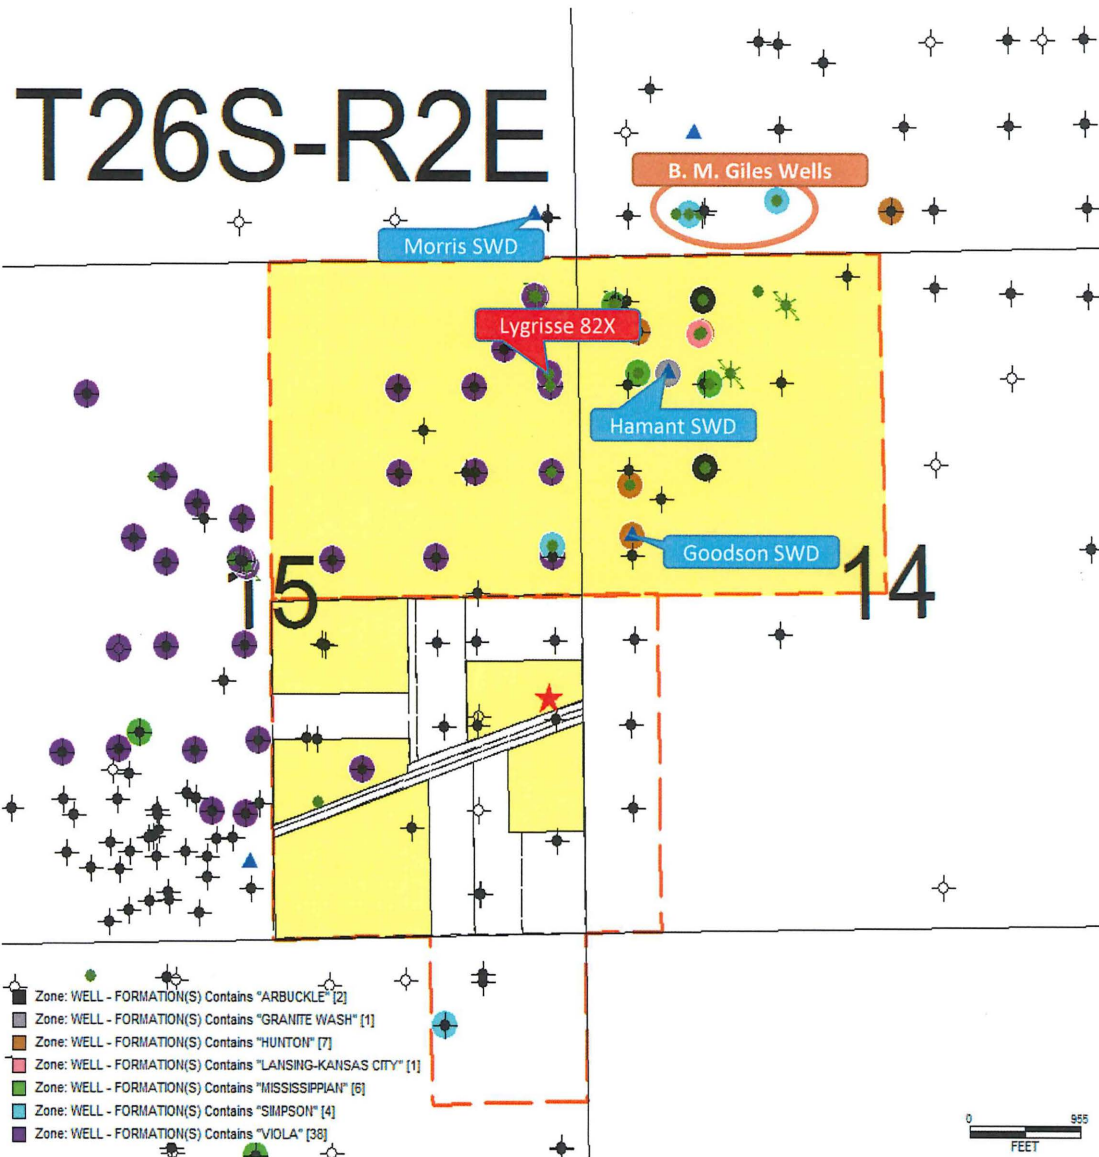 T26S-R2E
B. M. Giles Wells
Morris SWD
Lygrisse 82X
Hamant SWD
Goodson SWD
15
14
Zone: WELL - FORMATION(S) Contains "ARBUCKLE" [2]
Zone: WELL - FORMATION(S) Contains "GRANITE WASH" [1]
Zone: WELL - FORMATION(S) Contains "HUNTON" [7]
Zone: WELL - FORMATION(S) Contains "LANSING-KANSAS CITY" [1]
Zone: WELL - FORMATION(S) Contains "MISSISSIPPIAN" [6]
Zone: WELL - FORMATION(S) Contains "SIMPSON" [4]
Zone: WELL - FORMATION(S) Contains "VIOLA" [38]
0 955
FEET